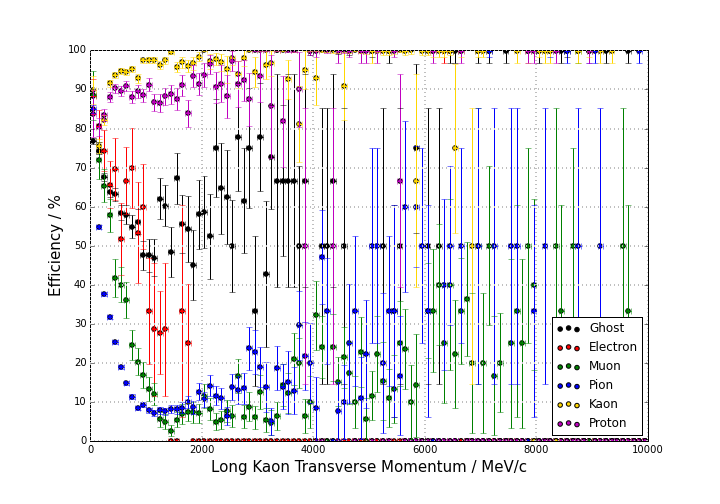 100
90
80
70
60
50
40
30
20
10
0
Efficiency / %
0 2000 4000 6000 8000 10000
Long Kaon Transverse Momentum / MeV/c
Ghost
Electron
Muon
Pion
Kaon
Proton